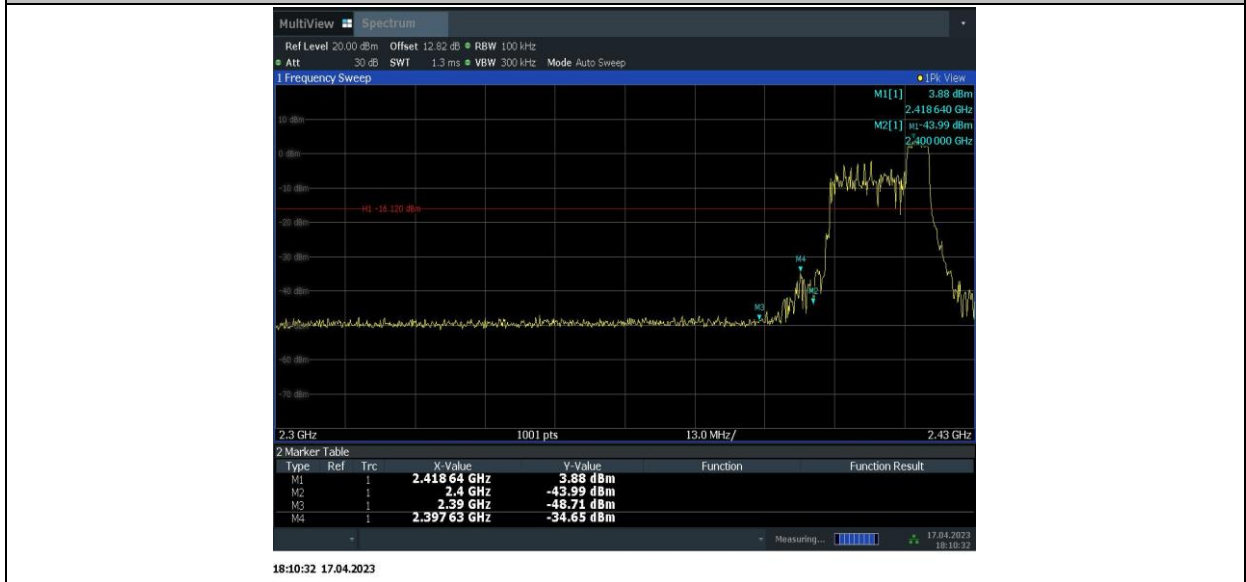 MultiView Spectrum
Ref Level 20.00 dBm Offset 12.82 dB RBW 100 kHz
Att 30 dB SWT 1.3 ms VBW 300 kHz Mode Auto Sweep
1 Frequency Sweep 1Pk View
M1[1] 3.88 dBm
2.418 640 GHz
10 dBm
M2[1] M1 -43.99 dBm
2.400 000 GHz
0 dBm
-10 dBm
H1 -16.120 dBm
-20 dBm
-30 dBm
M4
-40 dBm
M2
M3
-60 dBm
-70 dBm
2.3 GHz 1001 pts 13.0 MHz/ 2.43 GHz
2 Marker Table
Type Ref Trc X-Value Y-Value Function Function Result
M1 1 2.418 64 GHz 3.88 dBm
M2 1 2.4 GHz -43.99 dBm
M3 1 2.39 GHz -48.71 dBm
M4 1 2.397 63 GHz -34.65 dBm
Measuring... 17.04.2023
18:10:32
18:10:32 17.04.2023